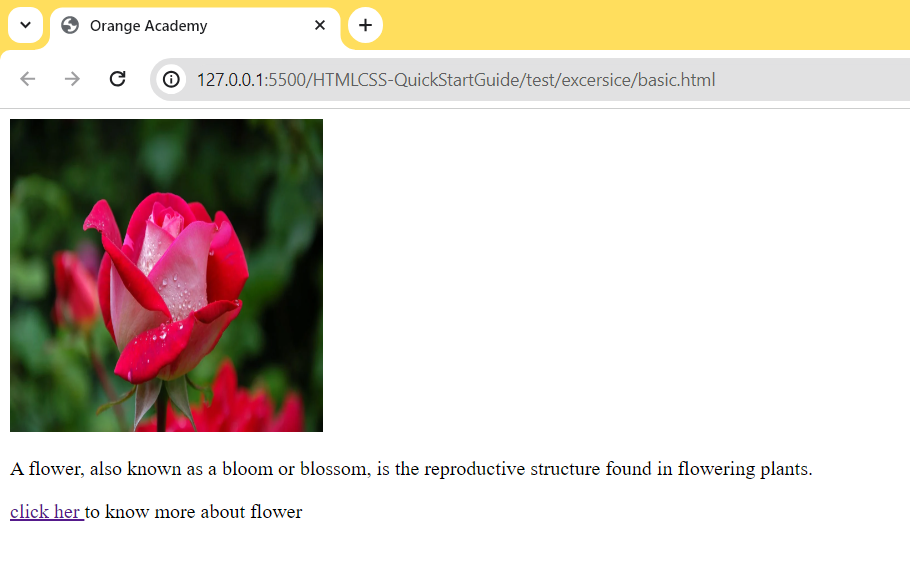 Orange Academy
127.0.0.1:5500/HTMLCSS-QuickStartGuide/test/excersice/basic.html
A flower, also known as a bloom or blossom, is the reproductive structure found in flowering plants.
click her to know more about flower